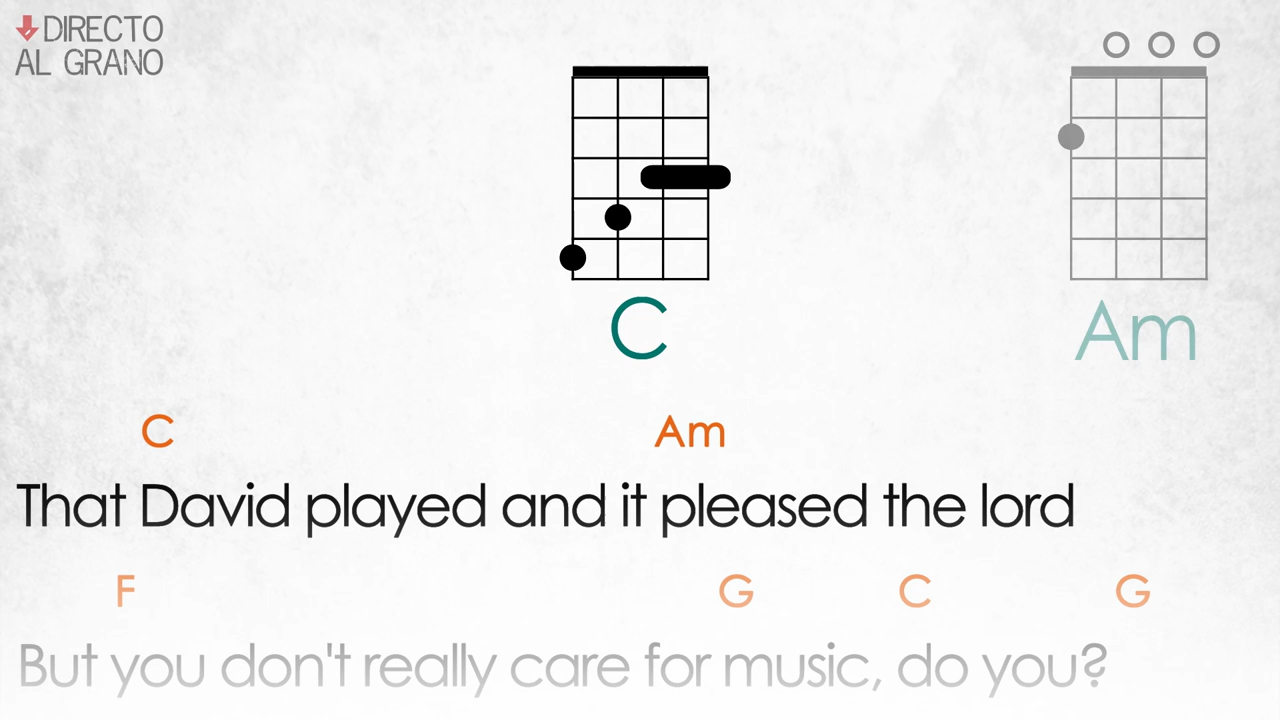 DIRECTO
AL GRANO
C
Am
C Am
That David played and it pleased the lord
F G C G
But you don't really care for music, do you?